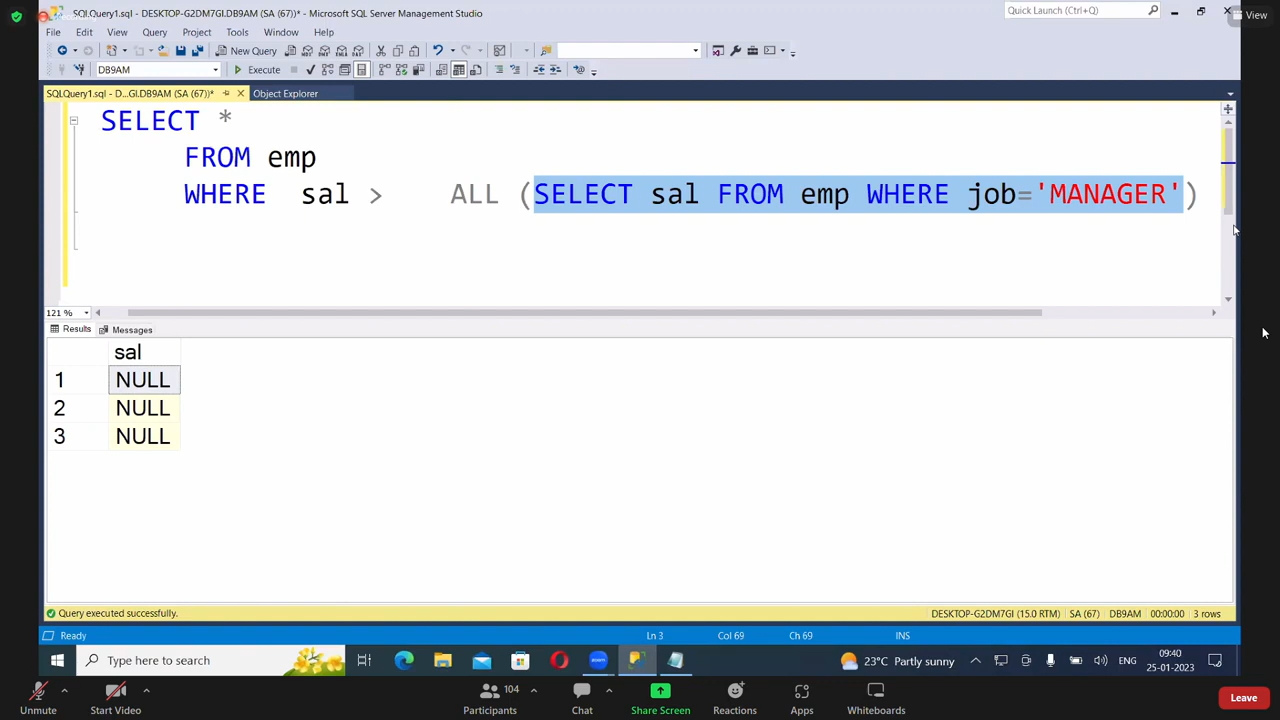 SQLQuery1.sql - DESKTOP-G2DM7GI.DB9AM (SA (67))* - Microsoft SQL Server Management Studio
Quick Launch (Ctrl+Q)
View
File Edit View Query Project Tools Window Help
New Query
DB9AM
Execute
SQLQuery1.sql - D...GI.DB9AM (SA (67))*
Object Explorer
SELECT *
FROM emp
WHERE sal > ALL (SELECT sal FROM emp WHERE job='MANAGER')
121 %
Results Messages
sal
1 NULL
2 NULL
3 NULL
Query executed successfully.
DESKTOP-G2DM7GI (15.0 RTM) SA (67) DB9AM 00:00:00 3 rows
Ready Ln 3 Col 69 Ch 69 INS
Type here to search
23°C Partly sunny
ENG
09:40
25-01-2023
104
Unmute Start Video Participants Chat Share Screen Reactions Apps Whiteboards Leave